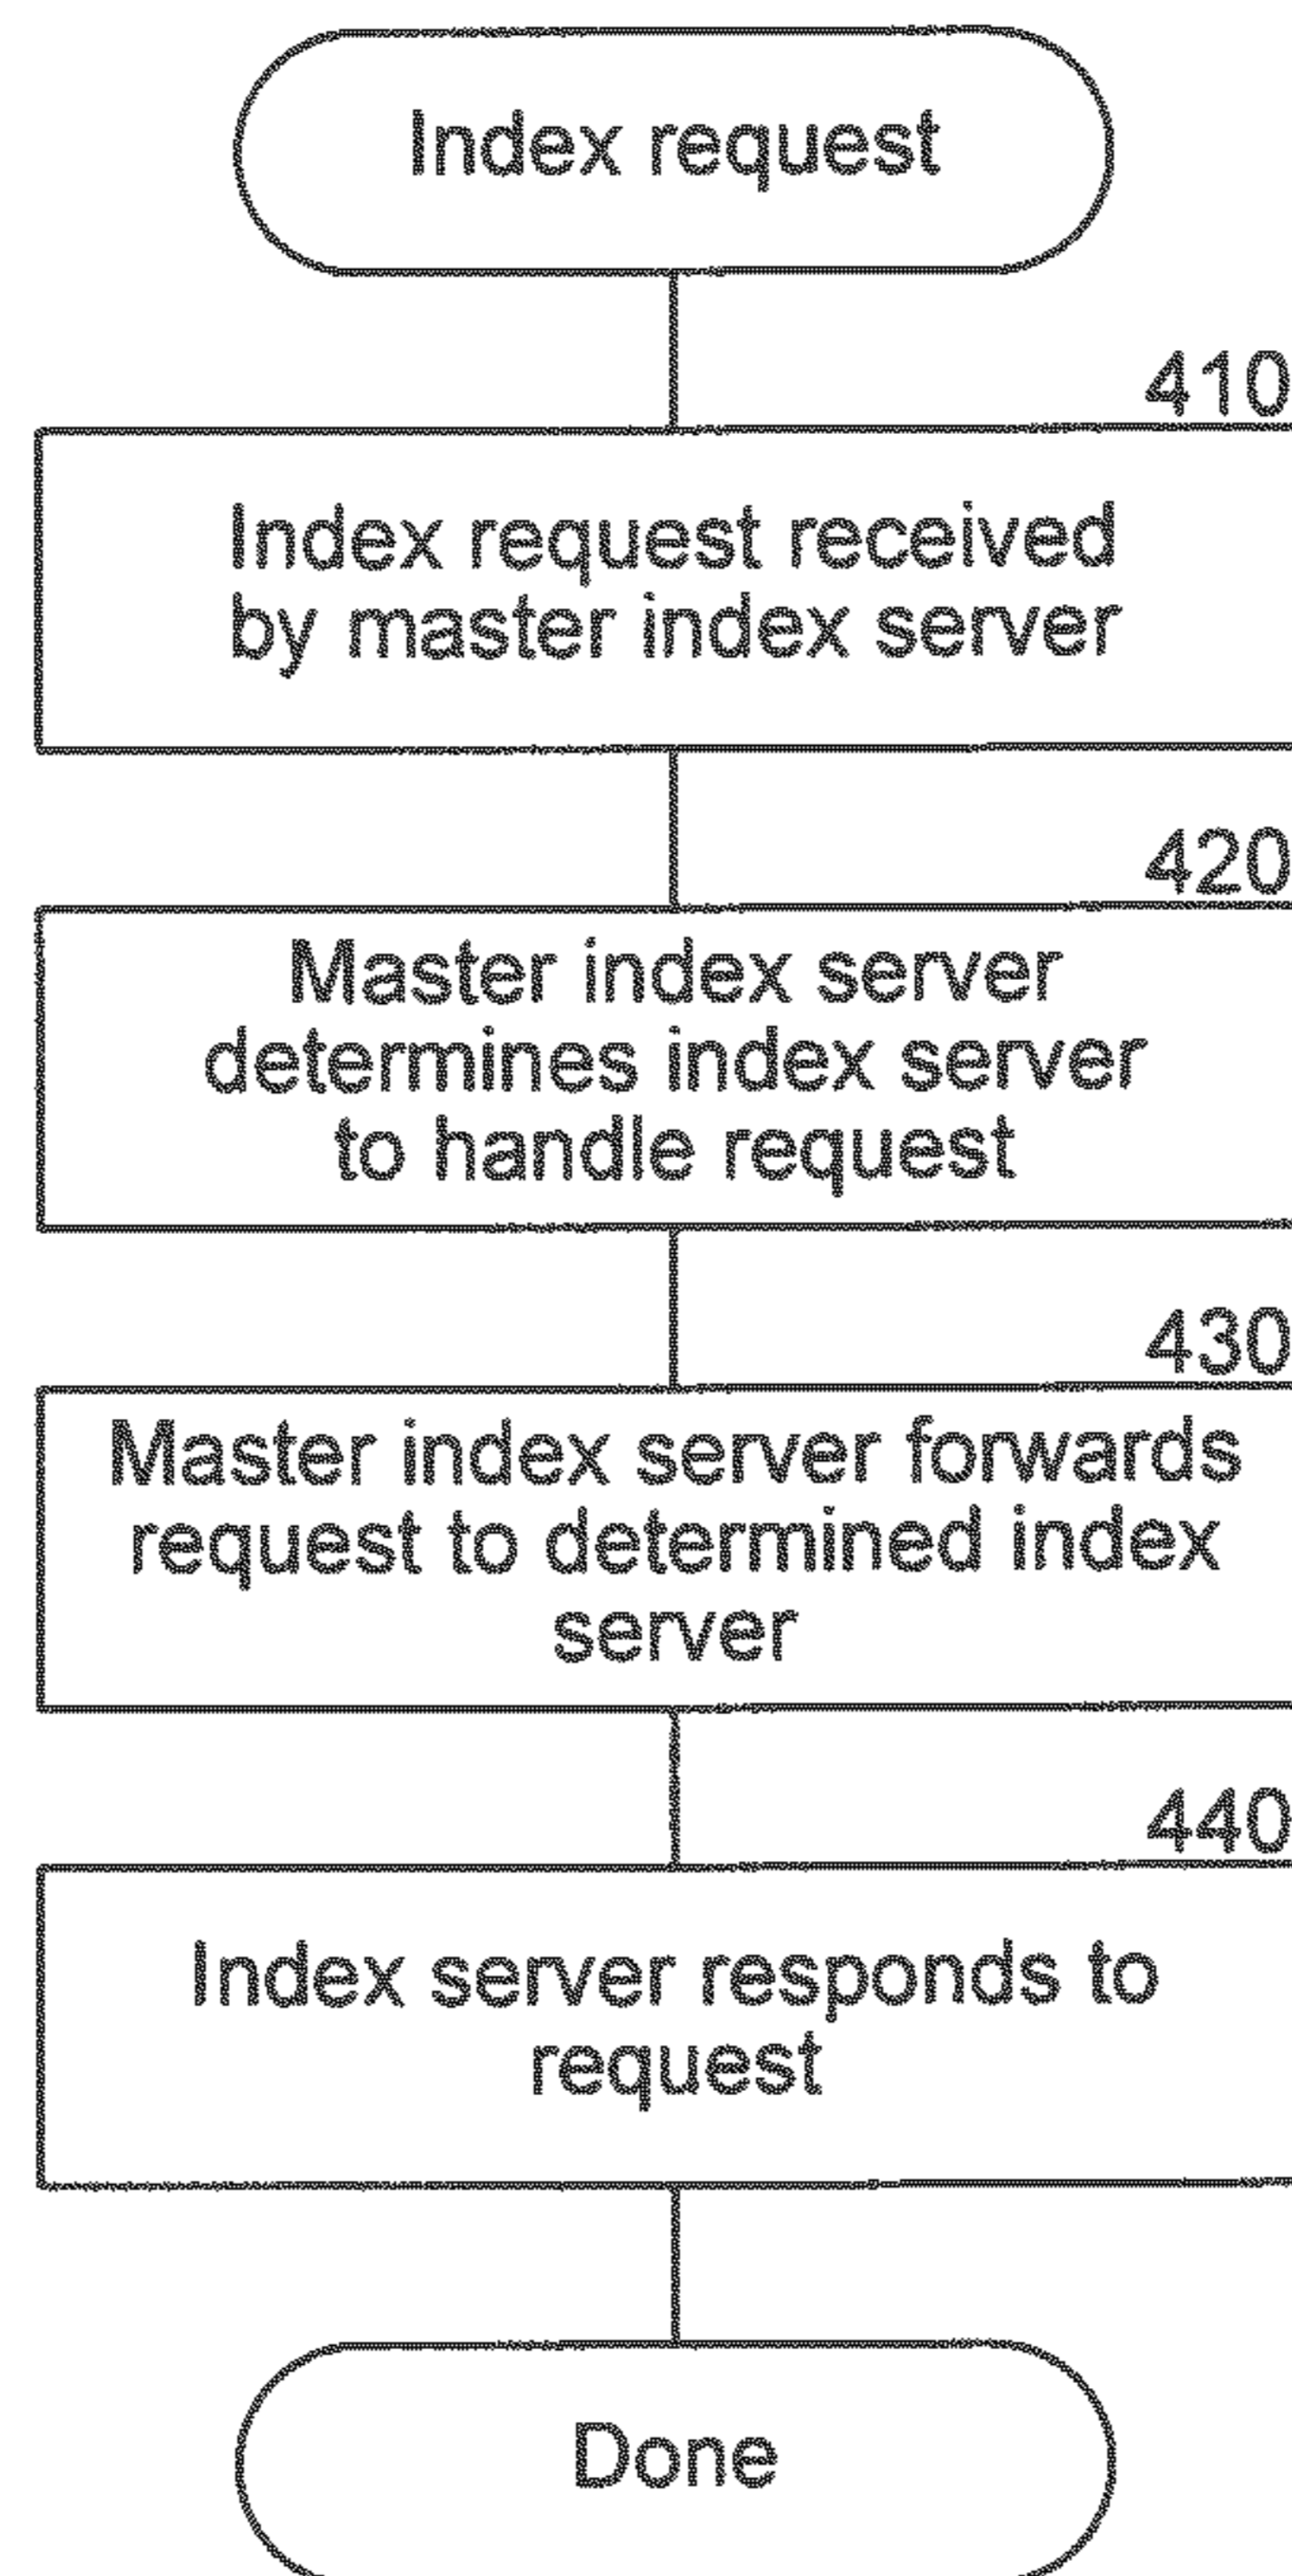 Index request
410
Index request received
by master index server
420
Master index server
determines index server
to handle request
430
Master index server forwards
request to determined index
server
440
Index server responds to
request
Done